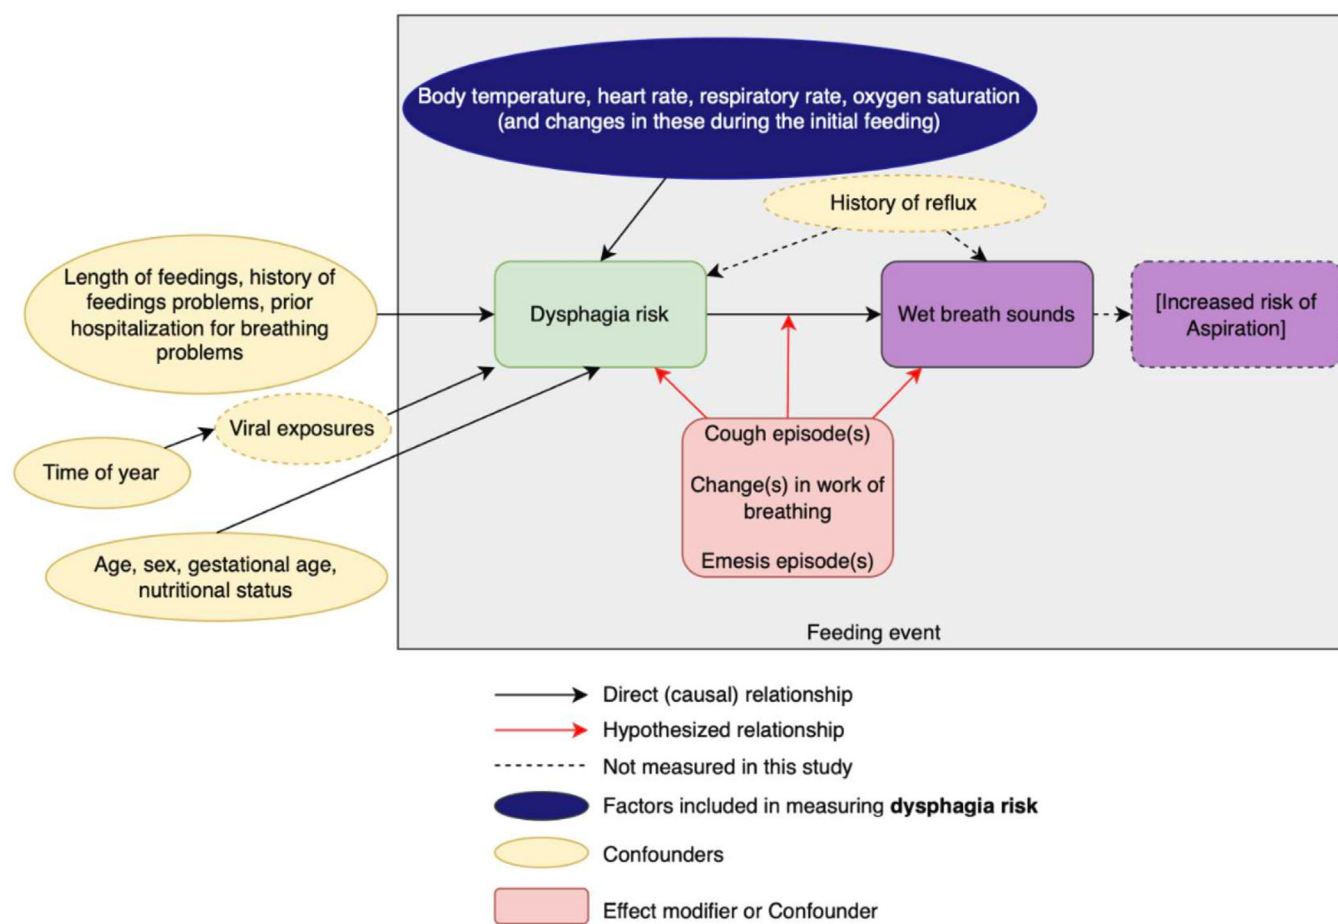 Body temperature, heart rate, respiratory rate, oxygen saturation
(and changes in these during the initial feeding)
History of reflux
Length of feedings, history of
feedings problems, prior
hospitalization for breathing
problems
Dysphagia risk
Wet breath sounds
[Increased risk of
Aspiration]
Viral exposures
Time of year
Cough episode(s)
Change(s) in work of
breathing
Emesis episode(s)
Age, sex, gestational age,
nutritional status
Feeding event
Direct (causal) relationship
Hypothesized relationship
Not measured in this study
Factors included in measuring dysphagia risk
Confounders
Effect modifier or Confounder